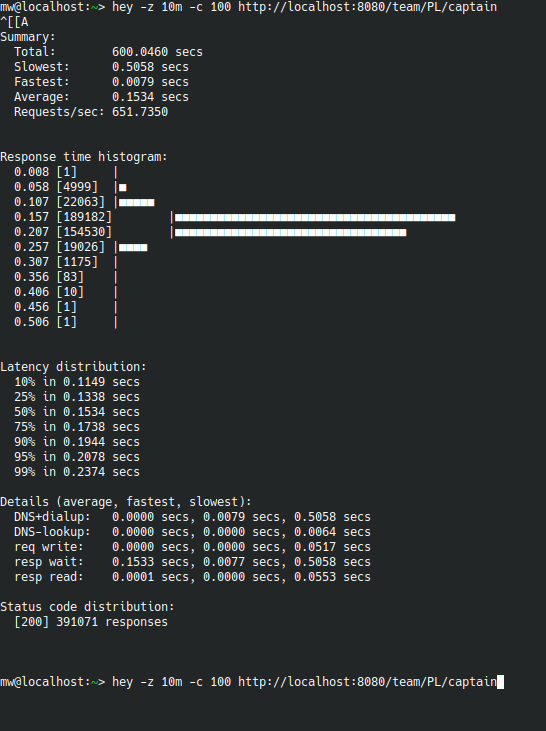 mw@localhost:~> hey -z 10m -c 100 http://localhost:8080/team/PL/captain
^[[A
Summary:
  Total:        600.0460 secs
  Slowest:      0.5058 secs
  Fastest:      0.0079 secs
  Average:      0.1534 secs
  Requests/sec: 651.7350

Response time histogram:
  0.008 [1]     |
  0.058 [4999]  |■
  0.107 [22063] |■■■■■
  0.157 [189182]        |■■■■■■■■■■■■■■■■■■■■■■■■■■■■■■■■■■■■■■■■
  0.207 [154530]        |■■■■■■■■■■■■■■■■■■■■■■■■■■■■■■■■■
  0.257 [19026] |■■■■
  0.307 [1175]  |
  0.356 [83]    |
  0.406 [10]    |
  0.456 [1]     |
  0.506 [1]     |

Latency distribution:
  10% in 0.1149 secs
  25% in 0.1338 secs
  50% in 0.1534 secs
  75% in 0.1738 secs
  90% in 0.1944 secs
  95% in 0.2078 secs
  99% in 0.2374 secs

Details (average, fastest, slowest):
  DNS+dialup:   0.0000 secs, 0.0079 secs, 0.5058 secs
  DNS-lookup:   0.0000 secs, 0.0000 secs, 0.0064 secs
  req write:    0.0000 secs, 0.0000 secs, 0.0517 secs
  resp wait:    0.1533 secs, 0.0077 secs, 0.5058 secs
  resp read:    0.0001 secs, 0.0000 secs, 0.0553 secs

Status code distribution:
  [200] 391071 responses

mw@localhost:~> hey -z 10m -c 100 http://localhost:8080/team/PL/captain